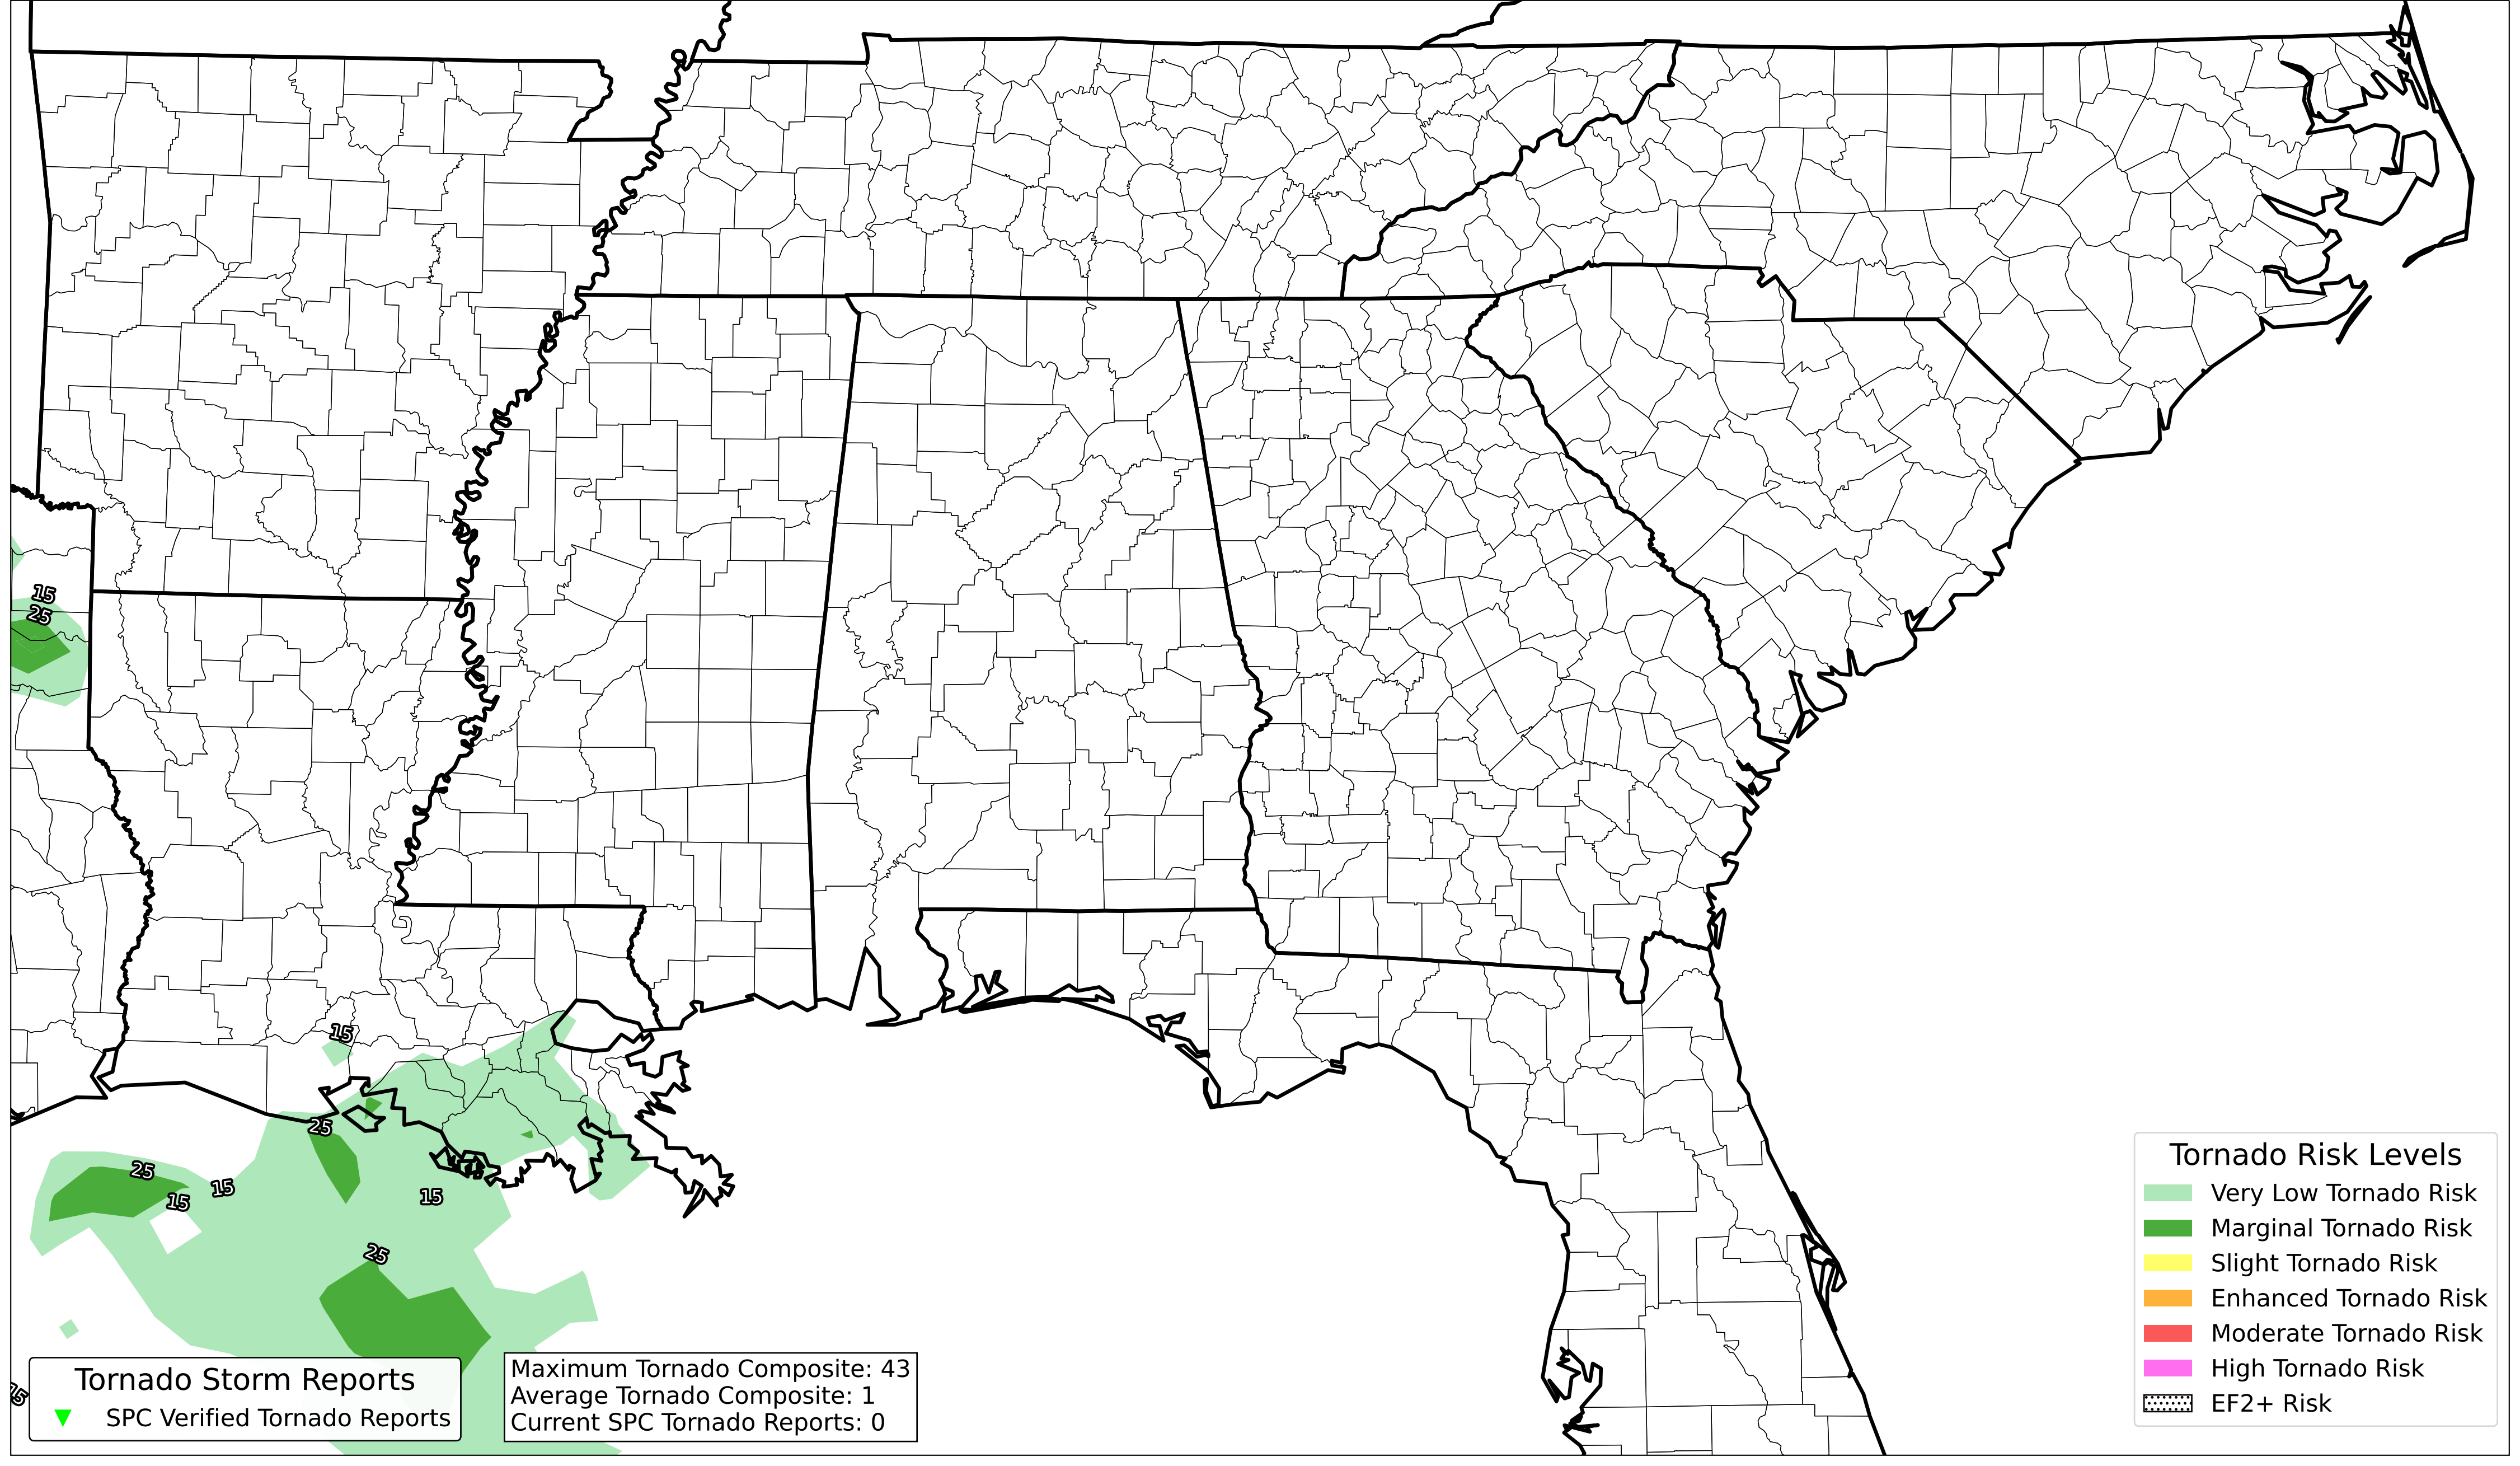 15
25
15
25
25
15
15
15
25
15
Tornado Storm Reports
SPC Verified Tornado Reports
Maximum Tornado Composite: 43
Average Tornado Composite: 1
Current SPC Tornado Reports: 0
Tornado Risk Levels
Very Low Tornado Risk
Marginal Tornado Risk
Slight Tornado Risk
Enhanced Tornado Risk
Moderate Tornado Risk
High Tornado Risk
EF2+ Risk